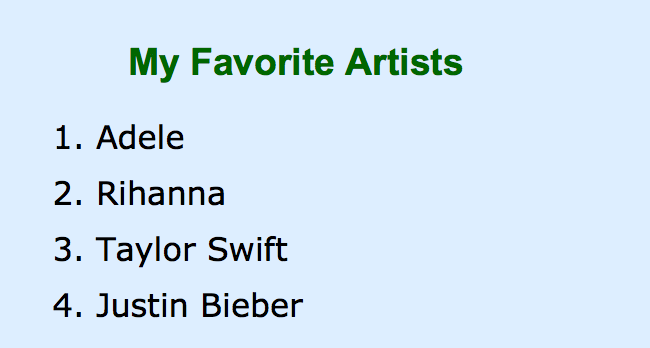 My Favorite Artists
1. Adele
2. Rihanna
3. Taylor Swift
4. Justin Bieber